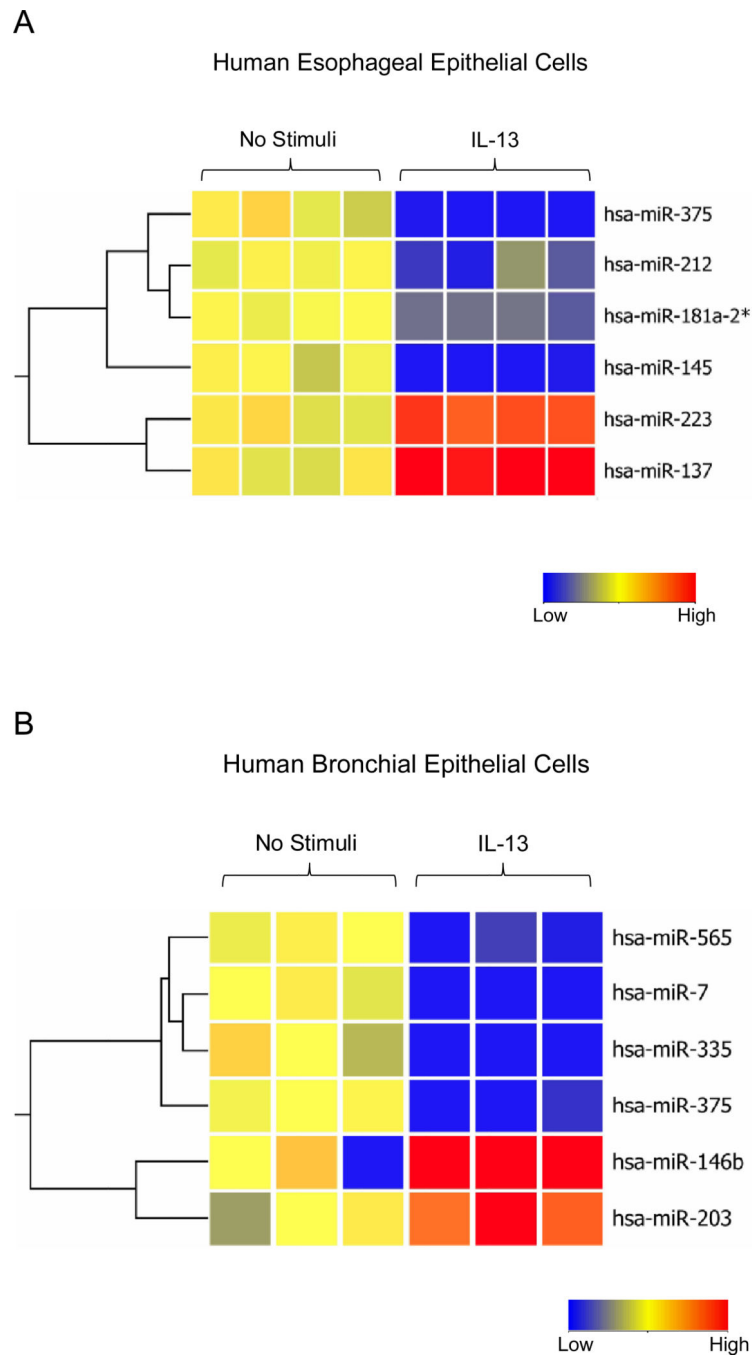 A
Human Esophageal Epithelial Cells
No Stimuli IL-13
hsa-miR-375
hsa-miR-212
hsa-miR-181a-2*
hsa-miR-145
hsa-miR-223
hsa-miR-137
Low High
B
Human Bronchial Epithelial Cells
No Stimuli IL-13
hsa-miR-565
hsa-miR-7
hsa-miR-335
hsa-miR-375
hsa-miR-146b
hsa-miR-203
Low High